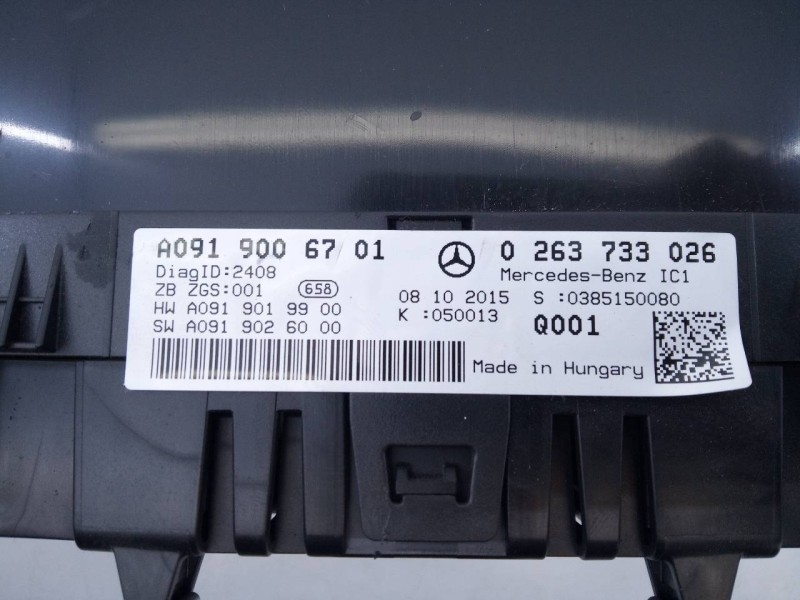 A091 900 67 01
0 263 733 026
DiagID:2408
Mercedes-Benz IC1
ZB ZGS:001
658
08 10 2015 S :0385150080
HW A091 901 99 00
K :050013
Q001
SW A091 902 60 00
Made in Hungary